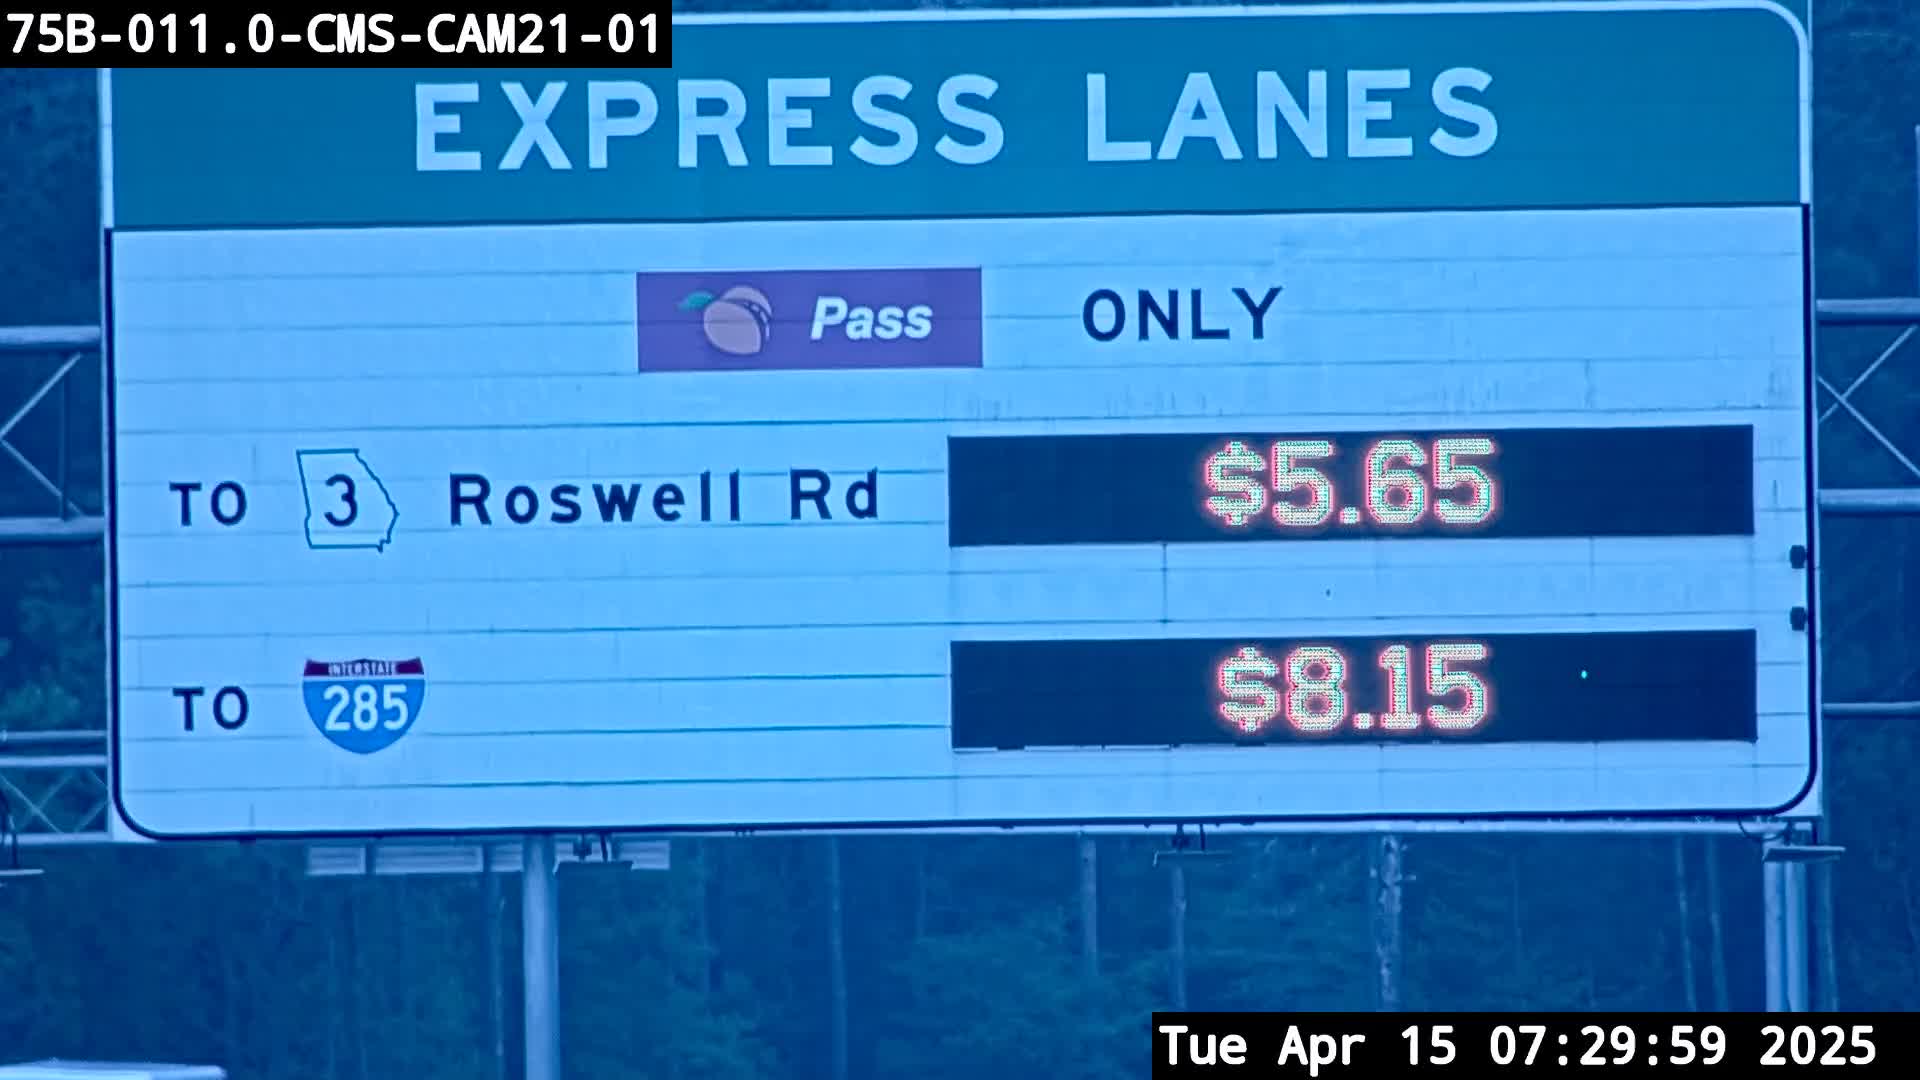 75B-011.0-CMS-CAM21-01
EXPRESS LANES
Pass ONLY
TO 3 Roswell Rd $5.65
TO INTERSTATE 285 $8.15
Tue Apr 15 07:29:59 2025